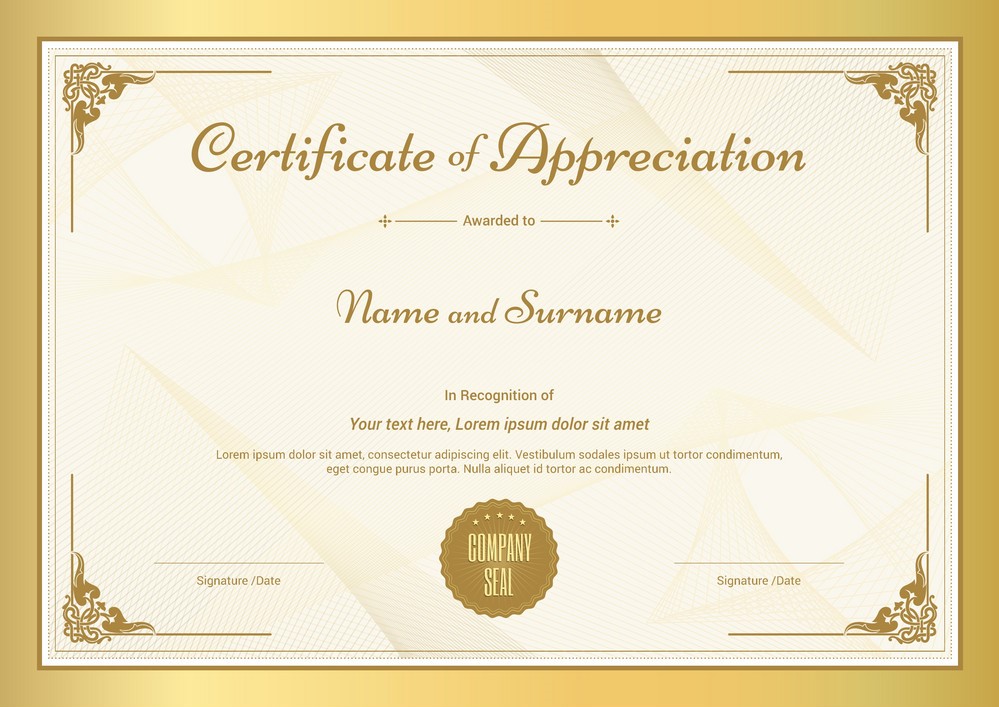 Certificate of Appreciation
Awarded to
Name and Surname
In Recognition of
Your text here, Lorem ipsum dolor sit amet
Lorem ipsum dolor sit amet, consectetur adipiscing elit. Vestibulum sodales ipsum ut tortor condimentum,
eget congue purus porta. Nulla aliquet id tortor ac condimentum.
COMPANY
SEAL
Signature /Date
Signature /Date